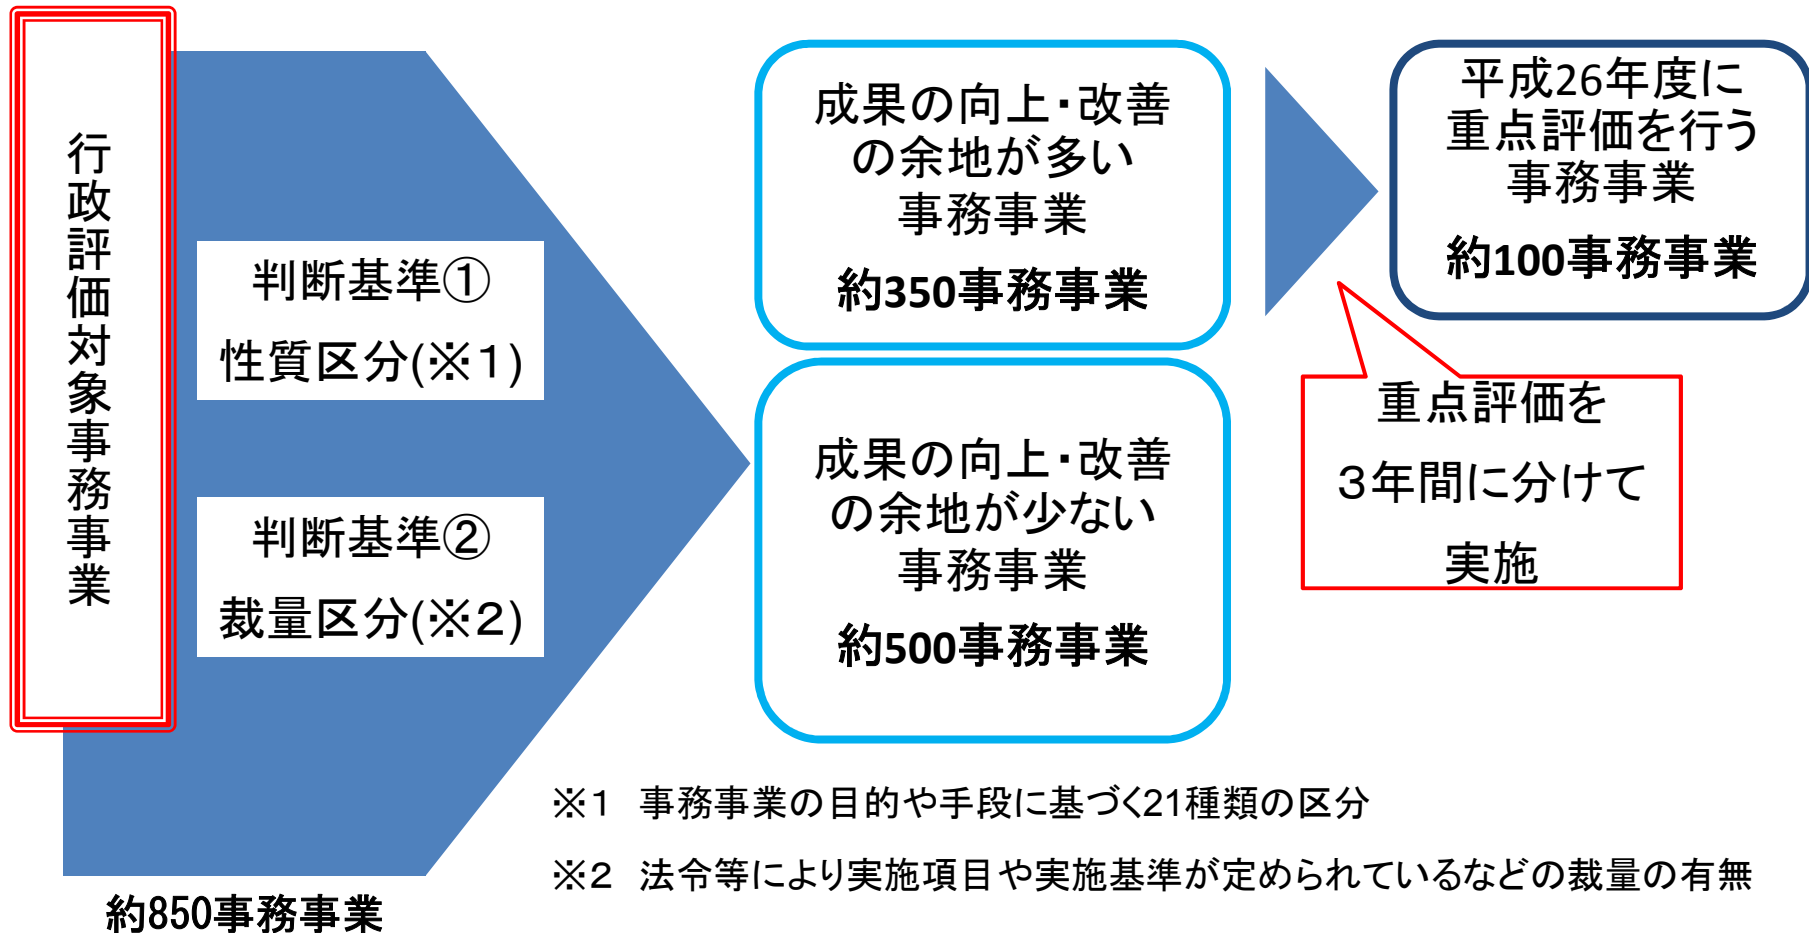 行政評価対象事務事業
判断基準①
性質区分(※1)
判断基準②
裁量区分(※2)
約850事務事業
成果の向上・改善
の余地が多い
事務事業
約350事務事業
成果の向上・改善
の余地が少ない
事務事業
約500事務事業
平成26年度に
重点評価を行う
事務事業
約100事務事業
重点評価を
3年間に分けて
実施
※1 事務事業の目的や手段に基づく21種類の区分
※2 法令等により実施項目や実施基準が定められているなどの裁量の有無